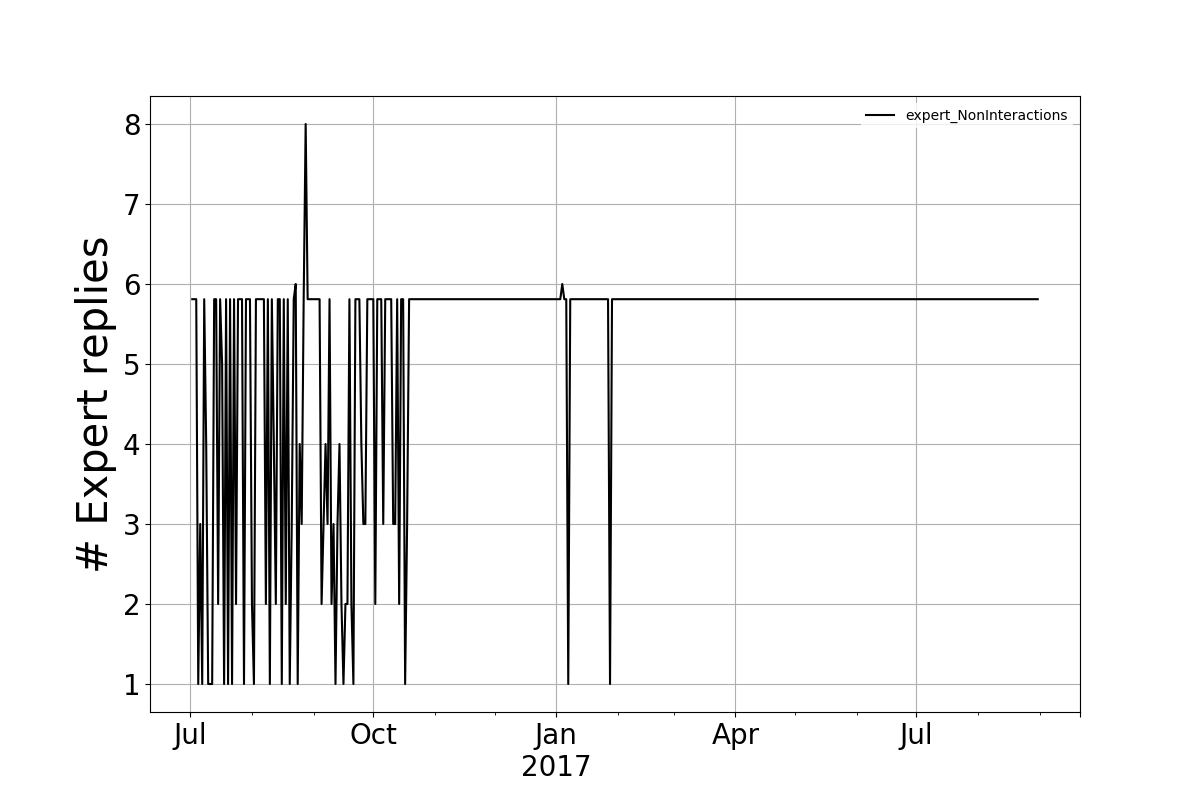 # Expert replies
8
7
6
5
4
3
2
1
expert_NonInteractions
Jul
Oct
Jan
2017
Apr
Jul